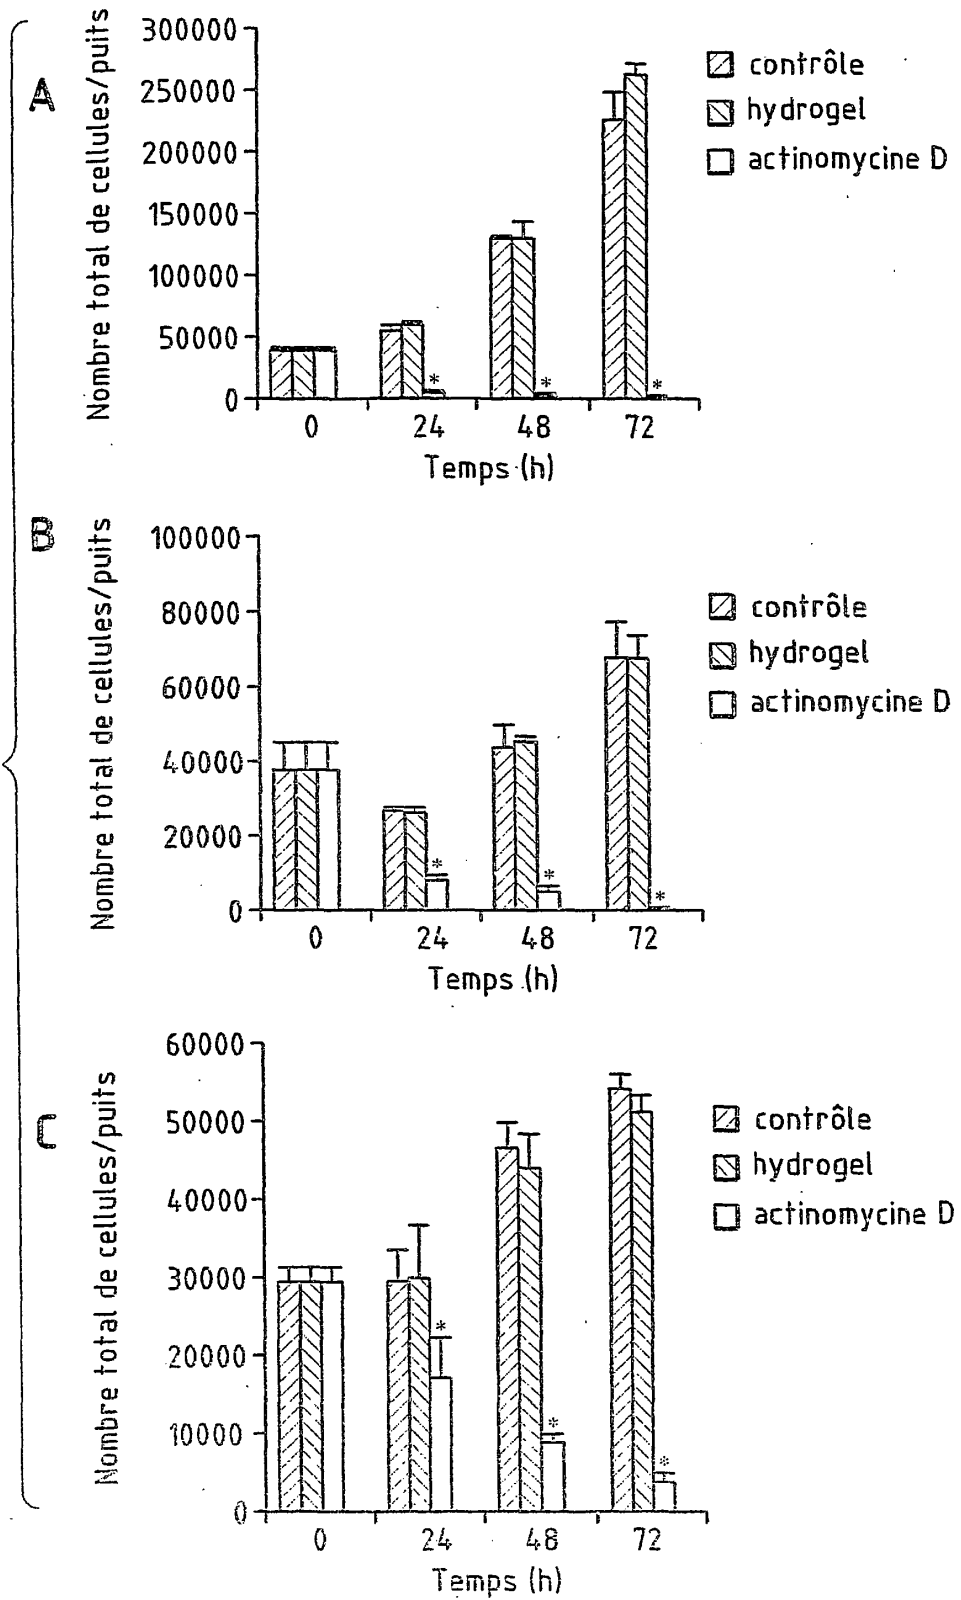 A
Nombre total de cellules/puits
300000
250000
200000
150000
100000
50000
0
* * *
0 24 48 72
Temps (h)
contrôle
hydrogel
actinomycine D
B
Nombre total de cellules/puits
100000
80000
60000
40000
20000
0
* * *
0 24 48 72
Temps (h)
contrôle
hydrogel
actinomycine D
C
Nombre total de cellules/puits
60000
50000
40000
30000
20000
10000
0
* * *
0 24 48 72
Temps (h)
contrôle
hydrogel
actinomycine D